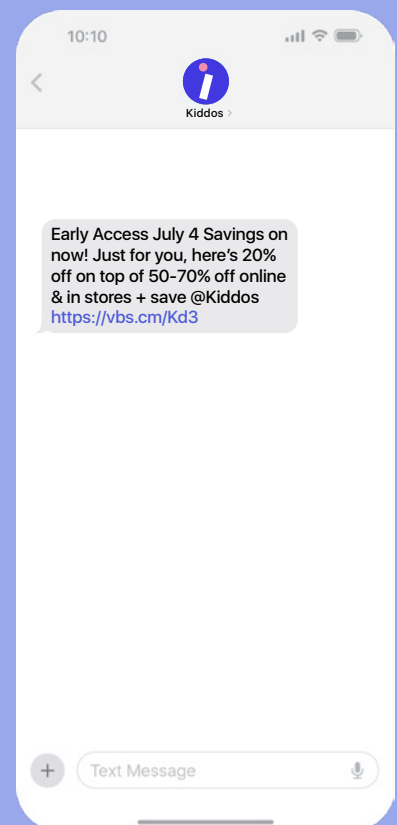 10:10
Kiddos
Early Access July 4 Savings on
now! Just for you, here’s 20%
off on top of 50-70% off online
& in stores + save @Kiddos
https://vbs.cm/Kd3
Text Message